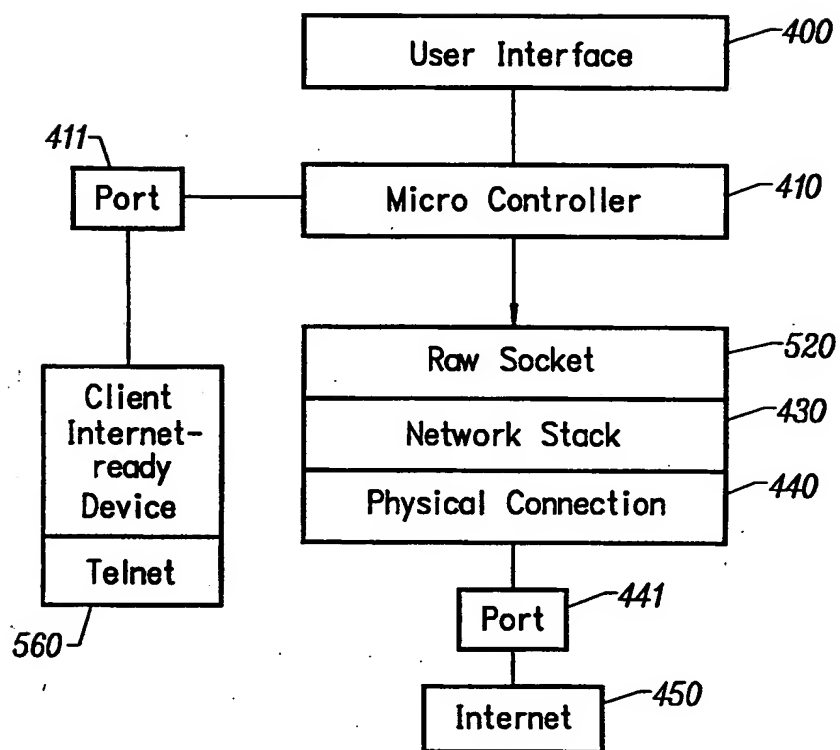 User Interface
400
411
Port
Micro Controller
410
Raw Socket
520
Client
Internet-
ready
Device
Network Stack
430
Physical Connection
440
Telnet
560
Port
441
Internet
450